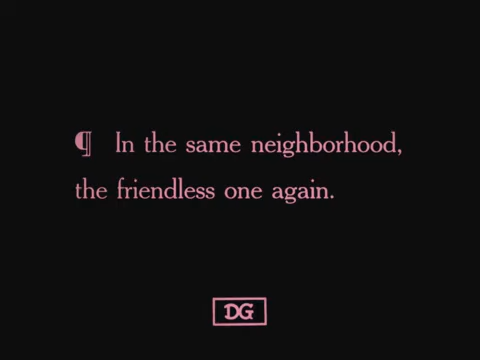 ¶ In the same neighborhood,
the friendless one again.
DG